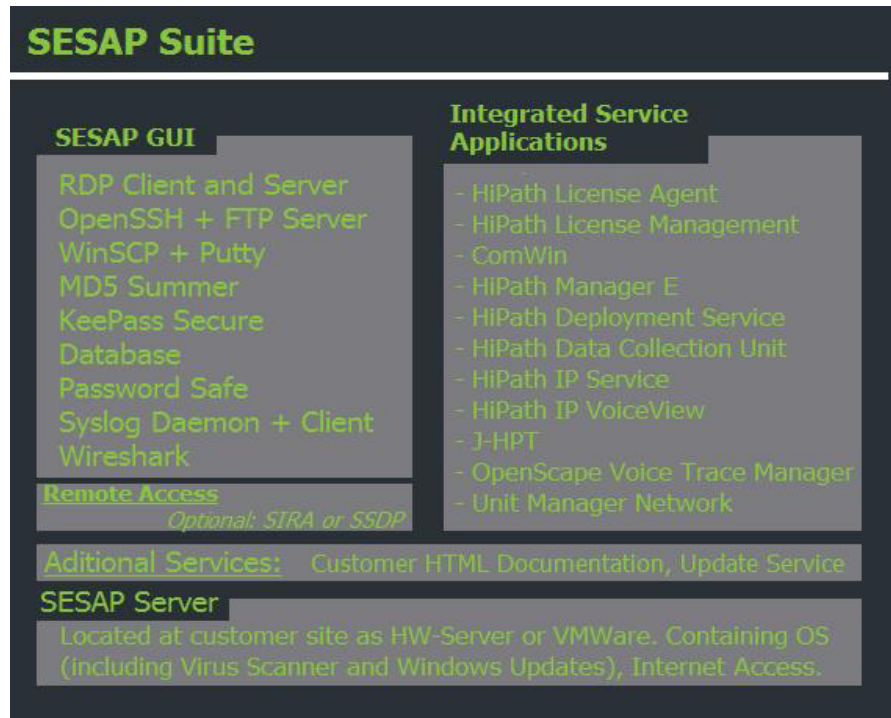 SESAP Suite
SESAP GUI
RDP Client and Server
OpenSSH + FTP Server
WinSCP + Putty
MD5 Summer
KeePass Secure
Database
Password Safe
Syslog Daemon + Client
Wireshark
Remote Access
Optional: SIRA or SSDP
Integrated Service
Applications
- HiPath License Agent
- HiPath License Management
- ComWin
- HiPath Manager E
- HiPath Deployment Service
- HiPath Data Collection Unit
- HiPath IP Service
- HiPath IP VoiceView
- J-HPT
- OpenScape Voice Trace Manager
- Unit Manager Network
Aditional Services: Customer HTML Documentation, Update Service
SESAP Server
Located at customer site as HW-Server or VMWare. Containing OS
(including Virus Scanner and Windows Updates), Internet Access.